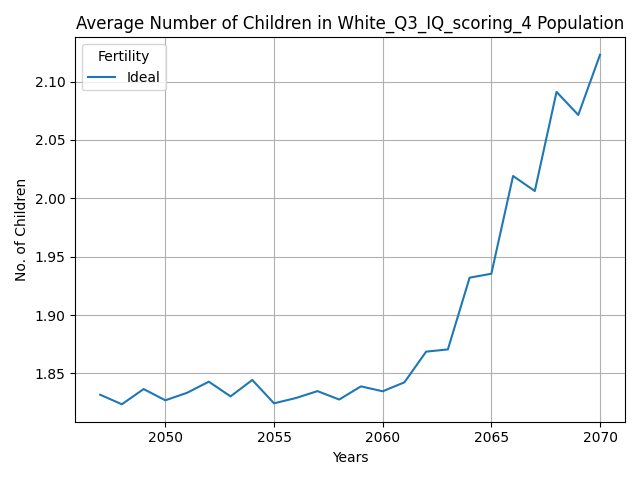 Average Number of Children in White_Q3_IQ_scoring_4 Population
Fertility
Ideal
No. of Children
2.10
2.05
2.00
1.95
1.90
1.85
2050
2055
2060
2065
2070
Years